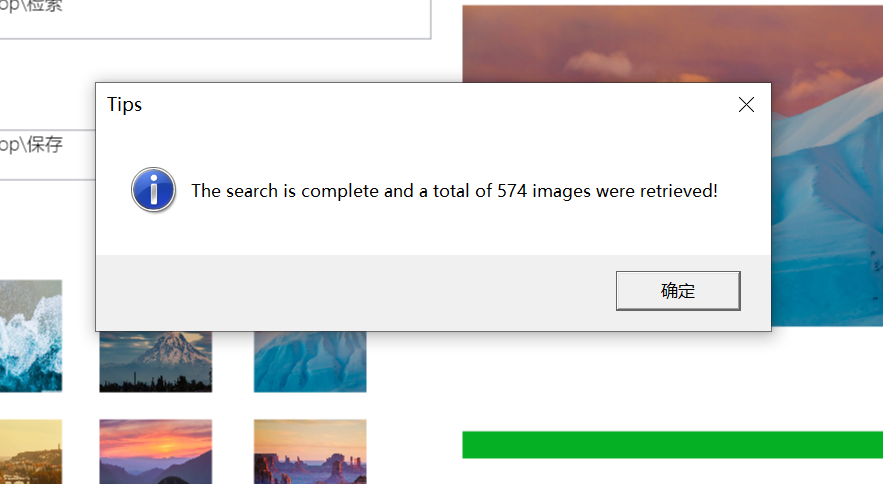 op\检索
Tips
op\保存
The search is complete and a total of 574 images were retrieved!
确定